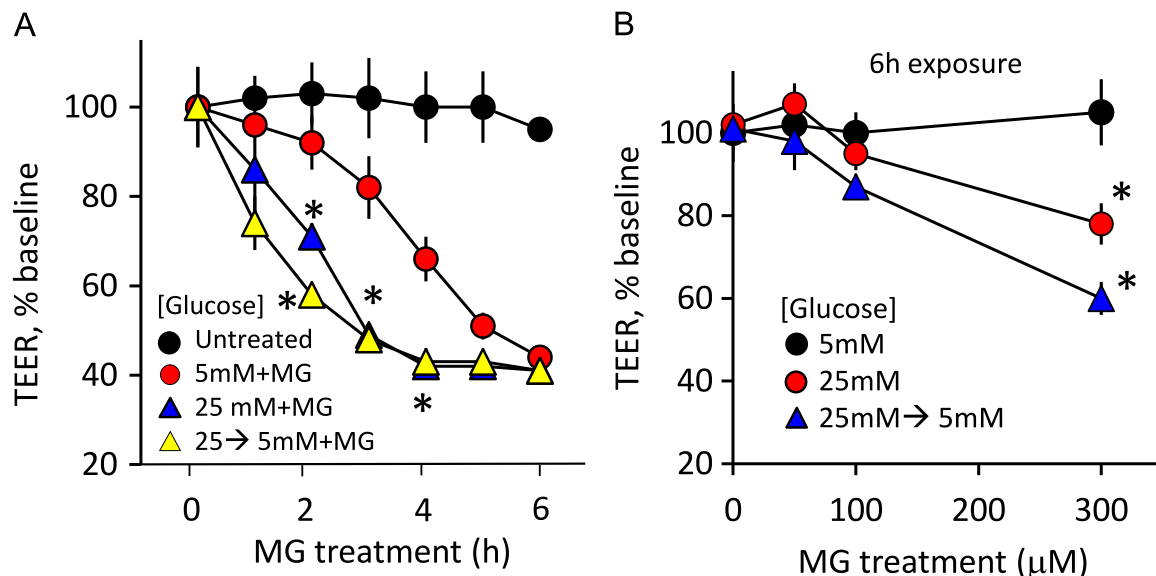 A
TEER, % baseline
100
80
60
40
20
*
*
*
*
[Glucose]
Untreated
5mM+MG
25 mM+MG
25→ 5mM+MG
0 2 4 6
MG treatment (h)
B
6h exposure
TEER, % baseline
100
80
60
40
20
*
*
[Glucose]
5mM
25mM
25mM→ 5mM
0 100 200 300
MG treatment (μM)